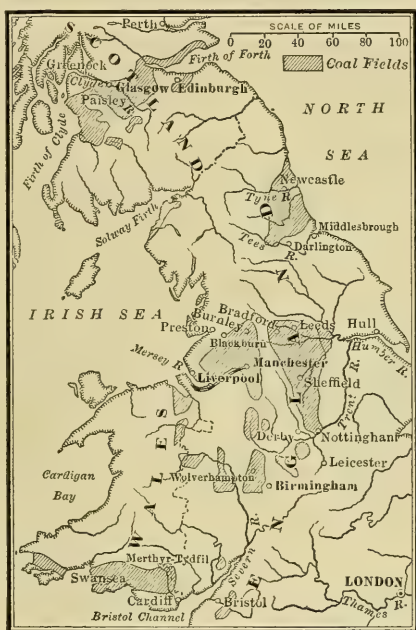 SCALE OF MILES
0 20 40 60 80 100
Coal Fields
Perth
SCOTLAND
Firth of Forth
Greenock
Clyde R.
Glasgow
Edinburgh
Paisley
Firth of Clyde
NORTH
SEA
Newcastle
Tyne R.
Solway Firth
Middlesbrough
Tees R.
Darlington
IRISH SEA
Preston
Burnley
Bradford
Leeds
Hull
Blackburn
Humber R.
Mersey R.
Manchester
Liverpool
Sheffield
Trent R.
Derby
Nottingham
Cardigan
Bay
WALES
Wolverhampton
Leicester
Birmingham
ENGLAND
Merthyr-Tydfil
Severn R.
Swansea
Cardiff
Bristol
Bristol Channel
LONDON
Thames R.